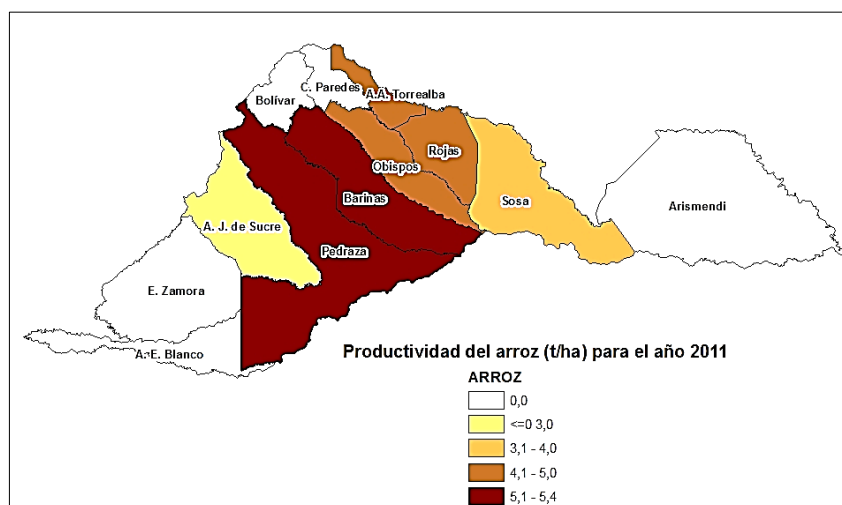 C. Paredes
Bolívar
A.A. Torrealba
Rojas
Obispos
Barinas
Sosa
Arismendi
A. J. de Sucre
Pedraza
E. Zamora
A. E. Blanco
Productividad del arroz (t/ha) para el año 2011
ARROZ
0,0
<=0 3,0
3,1 - 4,0
4,1 - 5,0
5,1 - 5,4